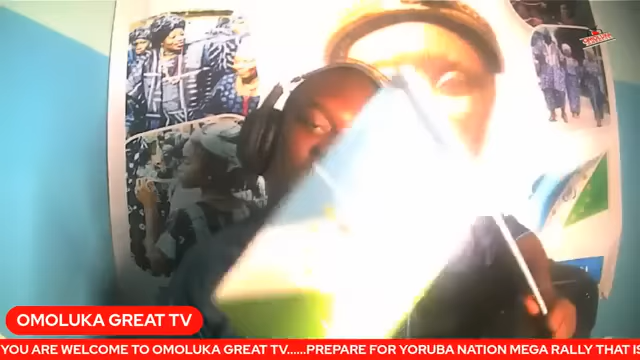 OMOLUKA GREAT TV
YOU ARE WELCOME TO OMOLUKA GREAT TV......PREPARE FOR YORUBA NATION MEGA RALLY THAT IS